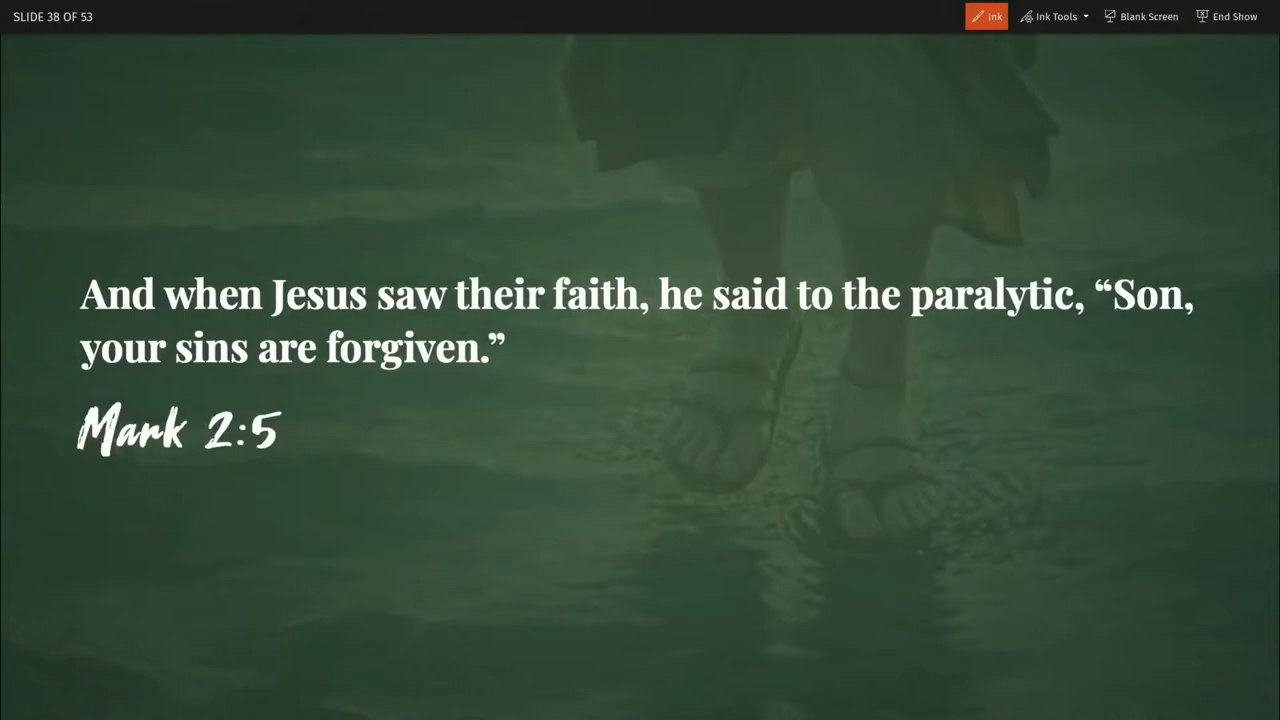 SLIDE 38 OF 53
Ink
Ink Tools
Blank Screen
End Show
And when Jesus saw their faith, he said to the paralytic, “Son,
your sins are forgiven.”
Mark 2:5